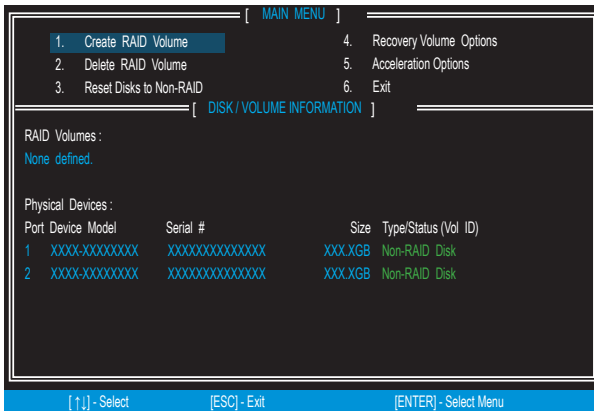 [ MAIN MENU ]
1. Create RAID Volume 4. Recovery Volume Options
2. Delete RAID Volume 5. Acceleration Options
3. Reset Disks to Non-RAID 6. Exit
[ DISK / VOLUME INFORMATION ]
RAID Volumes :
None defined.
Physical Devices :
Port Device Model Serial # Size Type/Status (Vol ID)
1 XXXX-XXXXXXXX XXXXXXXXXXXXXX XXX.XGB Non-RAID Disk
2 XXXX-XXXXXXXX XXXXXXXXXXXXXX XXX.XGB Non-RAID Disk
[ ↑↓] - Select [ESC] - Exit [ENTER] - Select Menu